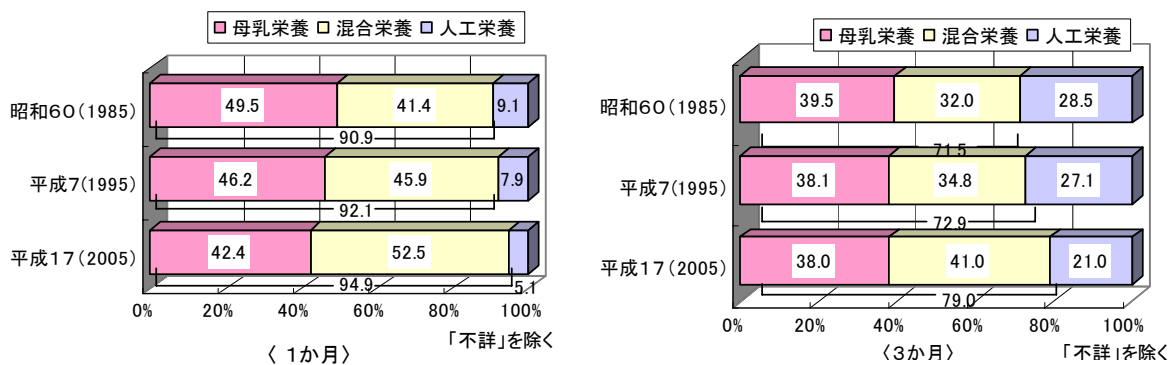 母乳栄養 混合栄養 人工栄養
昭和60(1985) 49.5 41.4 9.1
90.9
平成7(1995) 46.2 45.9 7.9
92.1
平成17(2005) 42.4 52.5
94.9 5.1
0% 20% 40% 60% 80% 100%
〈 1か月〉 「不詳」を除く
母乳栄養 混合栄養 人工栄養
昭和60(1985) 39.5 32.0 28.5
71.5
平成7(1995) 38.1 34.8 27.1
72.9
平成17(2005) 38.0 41.0 21.0
79.0
0% 20% 40% 60% 80% 100%
〈3か月〉 「不詳」を除く